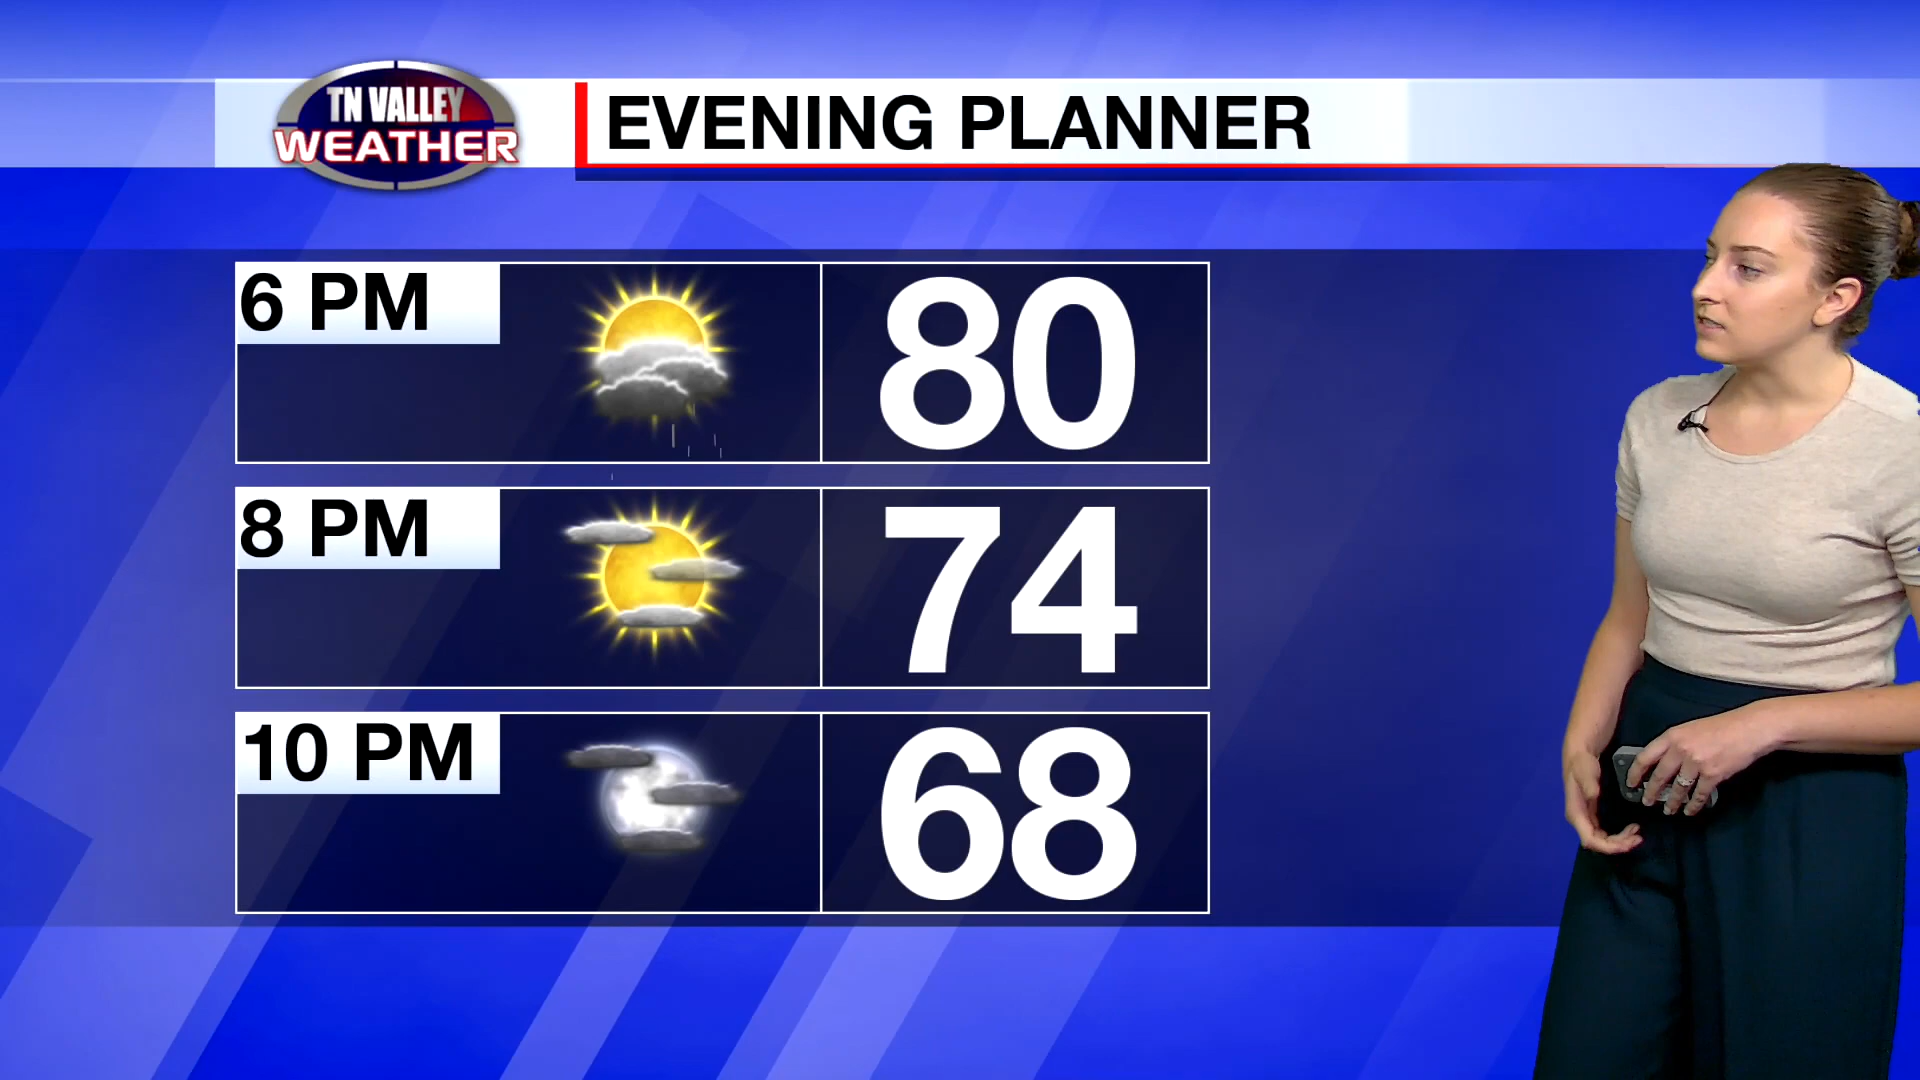 TN VALLEY
WEATHER
EVENING PLANNER
6 PM
80
8 PM
74
10 PM
68